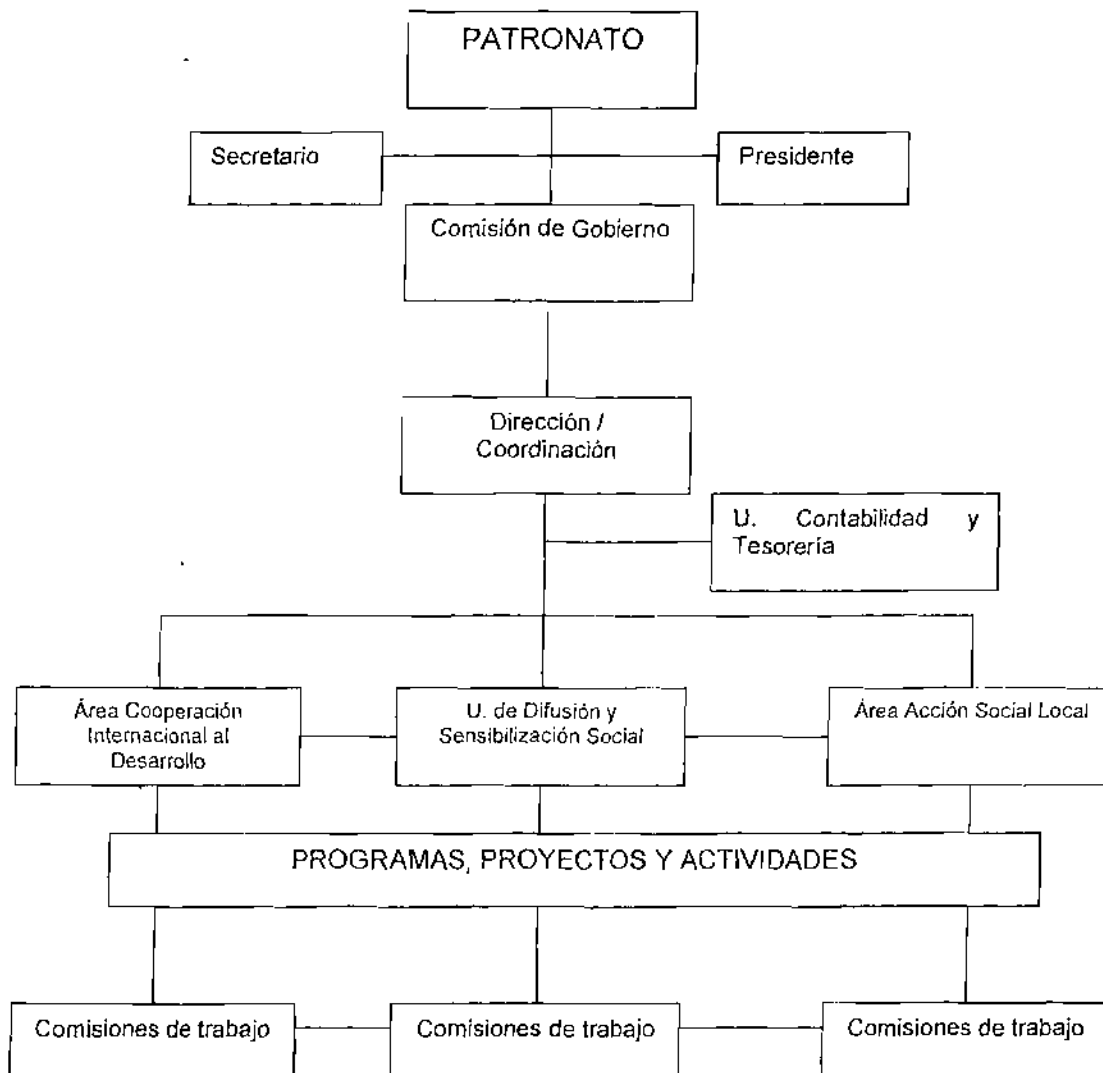 PATRONATO
Secretario
Presidente
Comisión de Gobierno
Dirección /
Coordinación
U. Contabilidad y
Tesorería
Área Cooperación
Internacional al
Desarrollo
U. de Difusión y
Sensibilización Social
Área Acción Social Local
PROGRAMAS, PROYECTOS Y ACTIVIDADES
Comisiones de trabajo
Comisiones de trabajo
Comisiones de trabajo